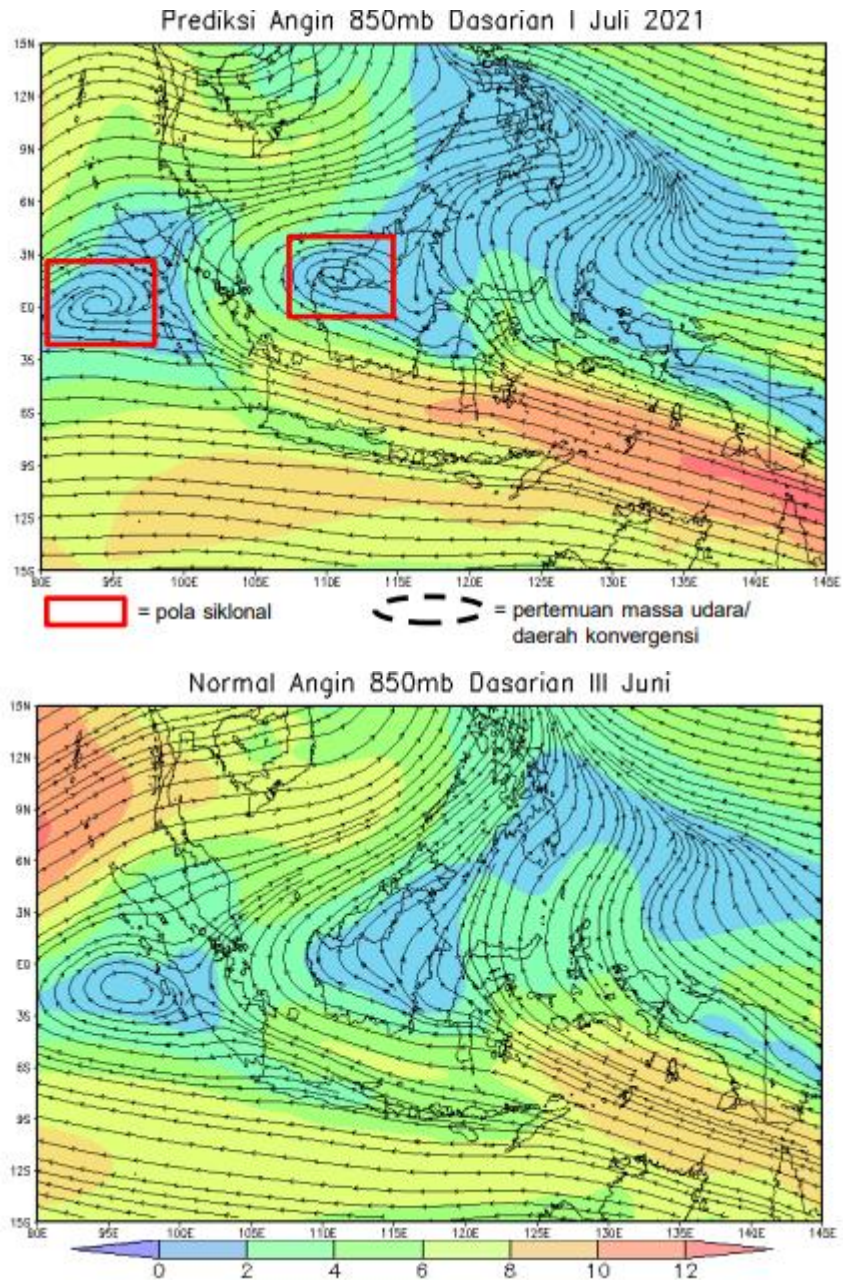 Prediksi Angin 850mb Dasarian I Juli 2021
15N
12N
9N
6N
3N
EQ
3S
6S
9S
12S
15S
90E 95E 100E 105E 110E 115E 120E 125E 130E 135E 140E 145E
= pola siklonal
= pertemuan massa udara/
daerah konvergensi
Normal Angin 850mb Dasarian III Juni
15N
12N
9N
6N
3N
EQ
3S
6S
9S
12S
15S
90E 95E 100E 105E 110E 115E 120E 125E 130E 135E 140E 145E
0 2 4 6 8 10 12